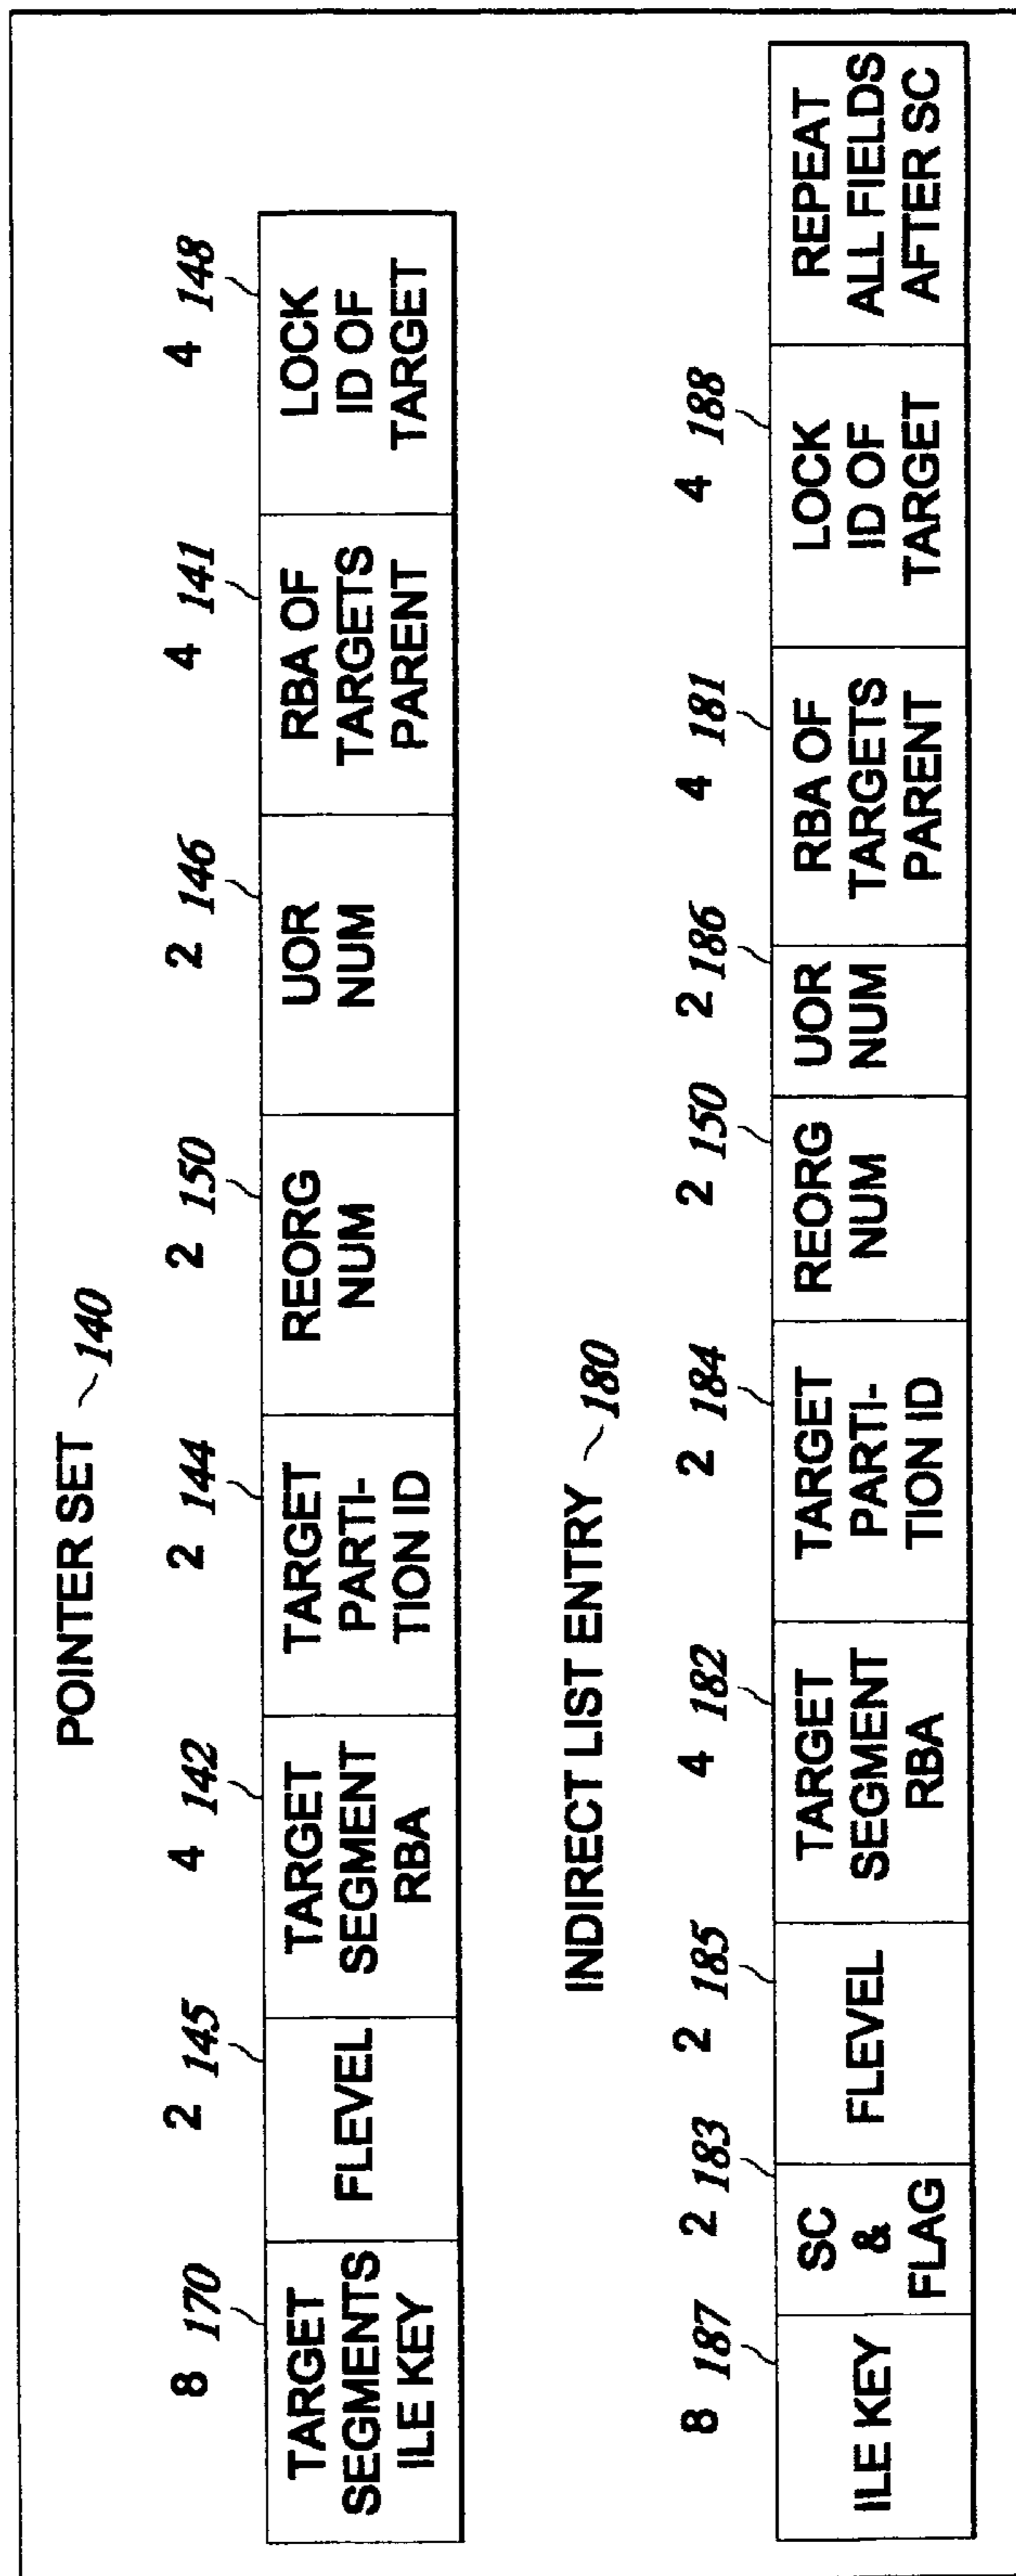 POINTER SET ~140
8 170
2 145
4 142
2 144
2 150
2 146
4 141
4 148
TARGET
SEGMENTS
ILE KEY
FLEVEL
TARGET
SEGMENT
RBA
TARGET
PARTI-
TION ID
REORG
NUM
UOR
NUM
RBA OF
TARGETS
PARENT
LOCK
ID OF
TARGET
INDIRECT LIST ENTRY ~180
8 187
2 183
2 185
4 182
2 184
2 150
2 186
4 181
4 188
ILE KEY
SC
&
FLAG
FLEVEL
TARGET
SEGMENT
RBA
TARGET
PARTI-
TION ID
REORG
NUM
UOR
NUM
RBA OF
TARGETS
PARENT
LOCK
ID OF
TARGET
REPEAT
ALL FIELDS
AFTER SC